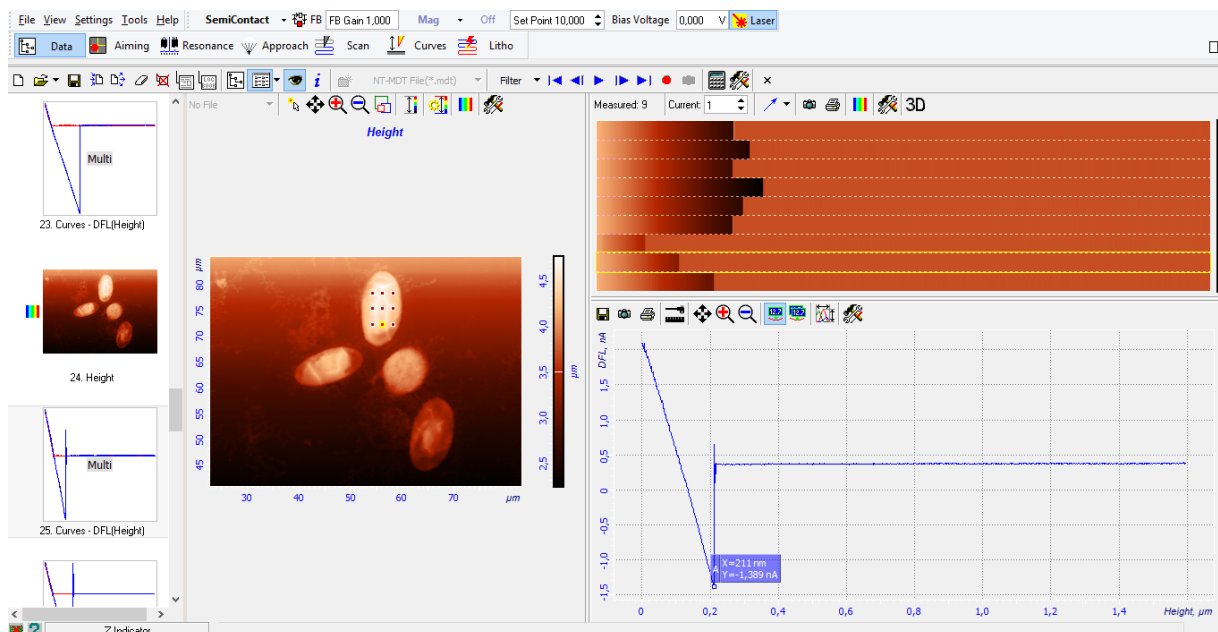 File View Settings Tools Help SemiContact FB FB Gain 1,000 Mag Off Set Point 10,000 Bias Voltage 0,000 V Laser
Data Aiming Resonance Approach Scan Curves Litho
NT-MDT File(*.mdt) Filter
No File
Measured: 9 Current: 1 3D
Multi
23. Curves - DFL(Height)
24. Height
Multi
25. Curves - DFL(Height)
Height
µm
80
75
70
65
60
55
50
45
30 40 50 60 70 µm
4,5
4,0
3,5
3,0
2,5
µm
DFL, nA
1,5
1,0
0,5
0
-0,5
-1,0
-1,5
A
X=211 nm
Y=-1,389 nA
0 0,2 0,4 0,6 0,8 1,0 1,2 1,4 Height, µm
Z Indicator